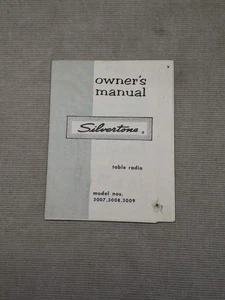 owner's
manual
Silvertone
table radio
model nos.
3007, 3008, 3009